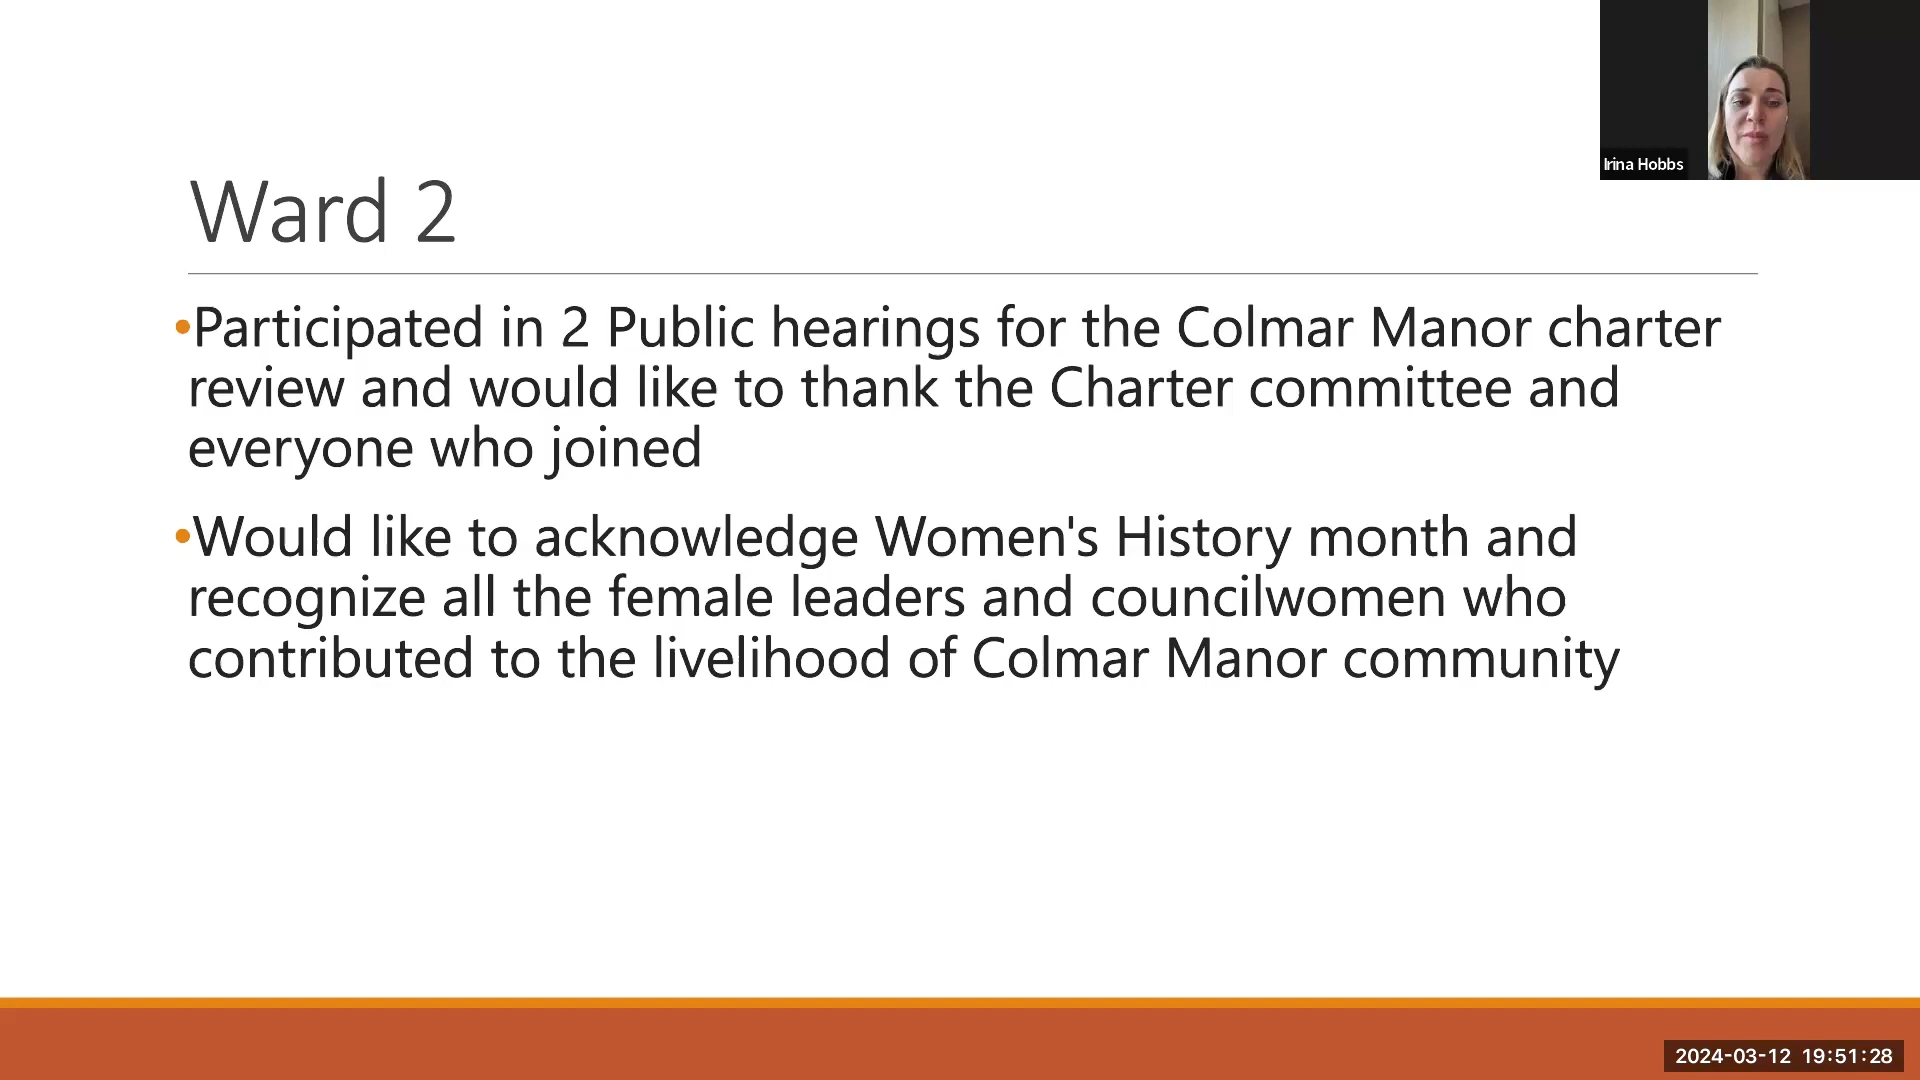 Irina Hobbs
Ward 2
•Participated in 2 Public hearings for the Colmar Manor charter
review and would like to thank the Charter committee and
everyone who joined
•Would like to acknowledge Women's History month and
recognize all the female leaders and councilwomen who
contributed to the livelihood of Colmar Manor community
2024-03-12 19:51:28